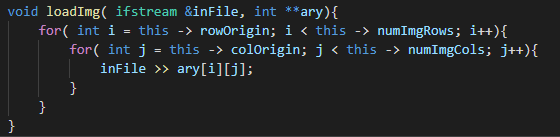 void loadImg( ifstream &inFile, int **ary){
    for( int i = this -> rowOrigin; i < this -> numImgRows; i++){
        for( int j = this -> colOrigin; j < this -> numImgCols; j++){
            inFile >> ary[i][j];
        }
    }
}